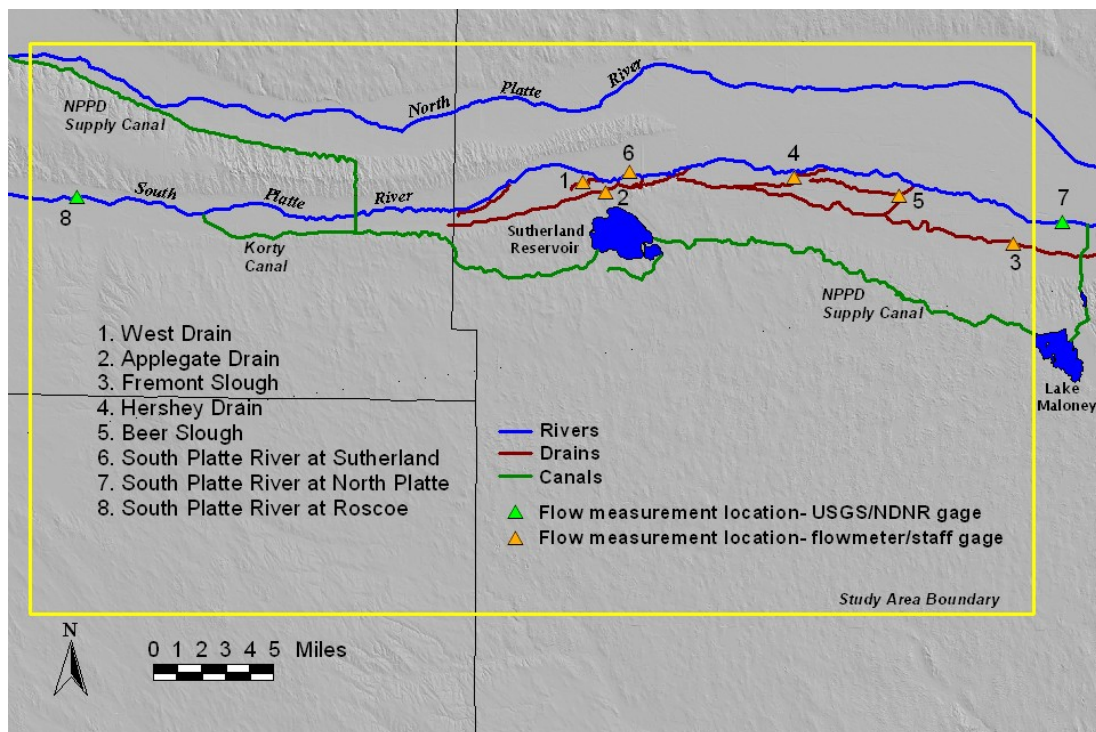 NPPD
Supply Canal
North
Platte
River
South
Platte
River
8
Korty
Canal
1
2
6
4
5
7
3
Sutherland
Reservoir
NPPD
Supply Canal
Lake
Maloney
1. West Drain
2. Applegate Drain
3. Fremont Slough
4. Hershey Drain
5. Beer Slough
6. South Platte River at Sutherland
7. South Platte River at North Platte
8. South Platte River at Roscoe
Rivers
Drains
Canals
Flow measurement location- USGS/NDNR gage
Flow measurement location- flowmeter/staff gage
Study Area Boundary
N
0 1 2 3 4 5 Miles